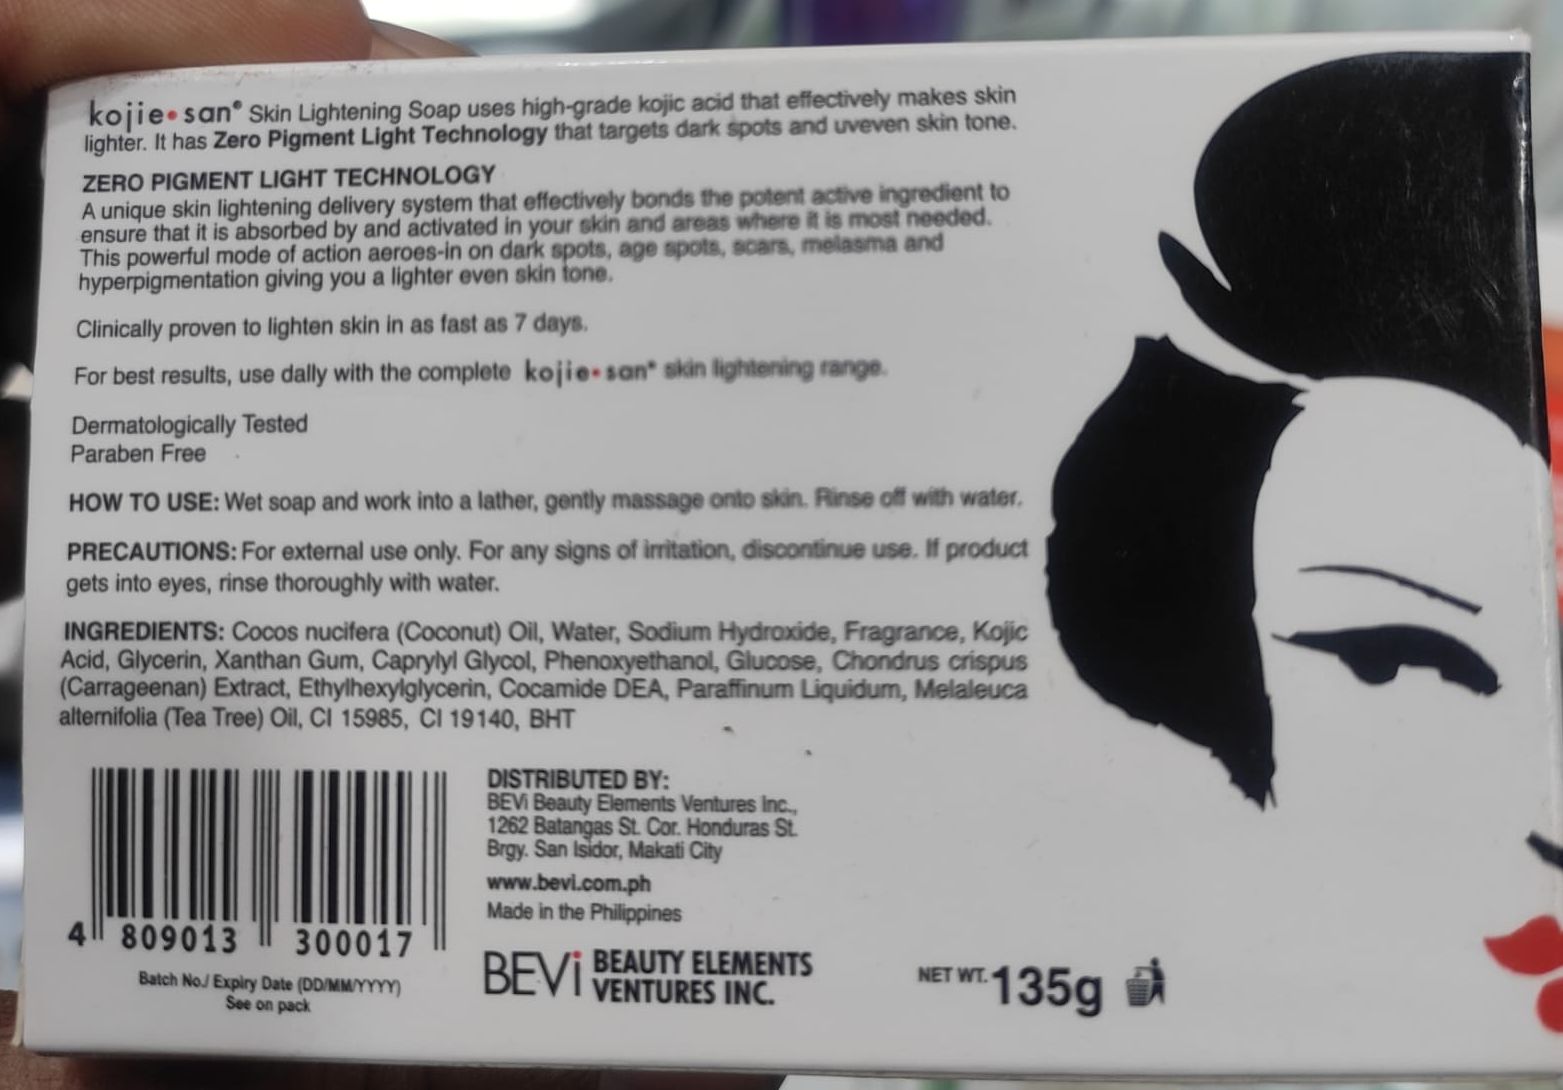 kojie•san® Skin Lightening Soap uses high-grade kojic acid that effectively makes skin
lighter. It has Zero Pigment Light Technology that targets dark spots and uveven skin tone.
ZERO PIGMENT LIGHT TECHNOLOGY
A unique skin lightening delivery system that effectively bonds the potent active ingredient to
ensure that it is absorbed by and activated in your skin and areas where it is most needed.
This powerful mode of action aeroes-in on dark spots, age spots, scars, melasma and
hyperpigmentation giving you a lighter even skin tone.
Clinically proven to lighten skin in as fast as 7 days.
For best results, use dally with the complete kojie•san® skin lightening range.
Dermatologically Tested
Paraben Free
HOW TO USE: Wet soap and work into a lather, gently massage onto skin. Rinse off with water.
PRECAUTIONS: For external use only. For any signs of irritation, discontinue use. If product
gets into eyes, rinse thoroughly with water.
INGREDIENTS: Cocos nucifera (Coconut) Oil, Water, Sodium Hydroxide, Fragrance, Kojic
Acid, Glycerin, Xanthan Gum, Caprylyl Glycol, Phenoxyethanol, Glucose, Chondrus crispus
(Carrageenan) Extract, Ethylhexylglycerin, Cocamide DEA, Paraffinum Liquidum, Melaleuca
alternifolia (Tea Tree) Oil, CI 15985, CI 19140, BHT
4 809013 300017
Batch No./ Expiry Date (DD/MM/YYYY)
See on pack
DISTRIBUTED BY:
BEVi Beauty Elements Ventures Inc.,
1262 Batangas St. Cor. Honduras St.
Brgy. San Isidor, Makati City
www.bevi.com.ph
Made in the Philippines
BEVi BEAUTY ELEMENTS
VENTURES INC.
NET WT. 135g